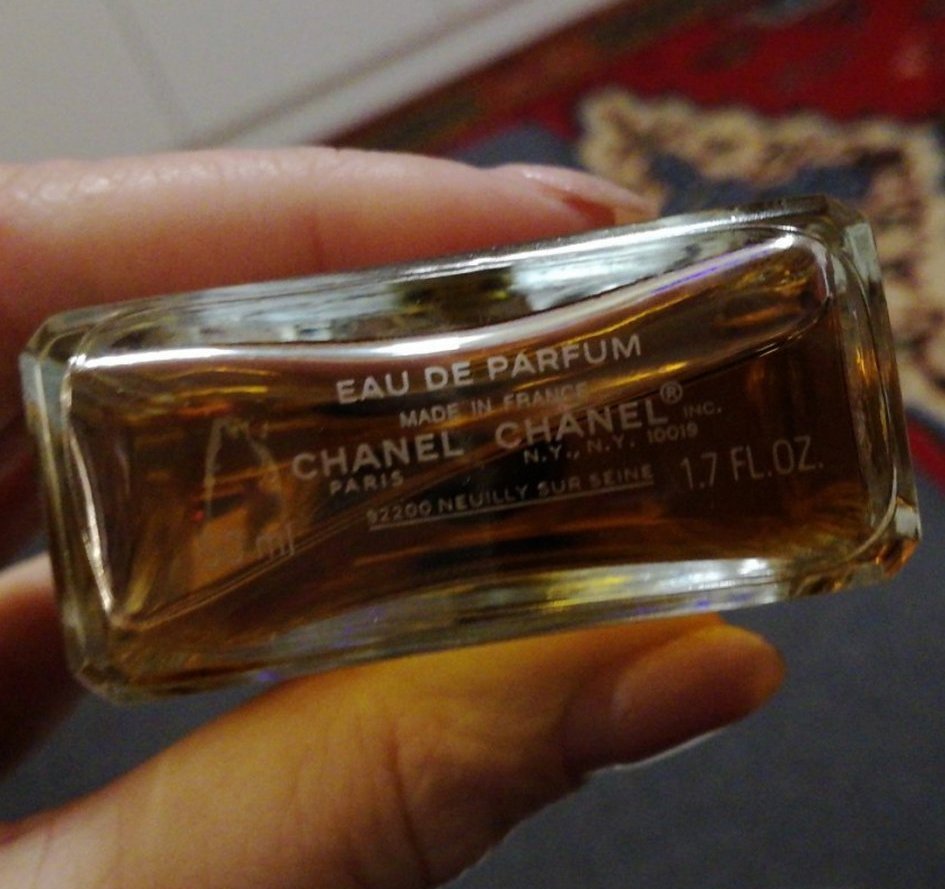 EAU DE PARFUM
MADE IN FRANCE
CHANEL CHANEL® INC.
PARIS N.Y., N.Y. 10019
92200 NEUILLY SUR SEINE
ml 1.7 FL.OZ.